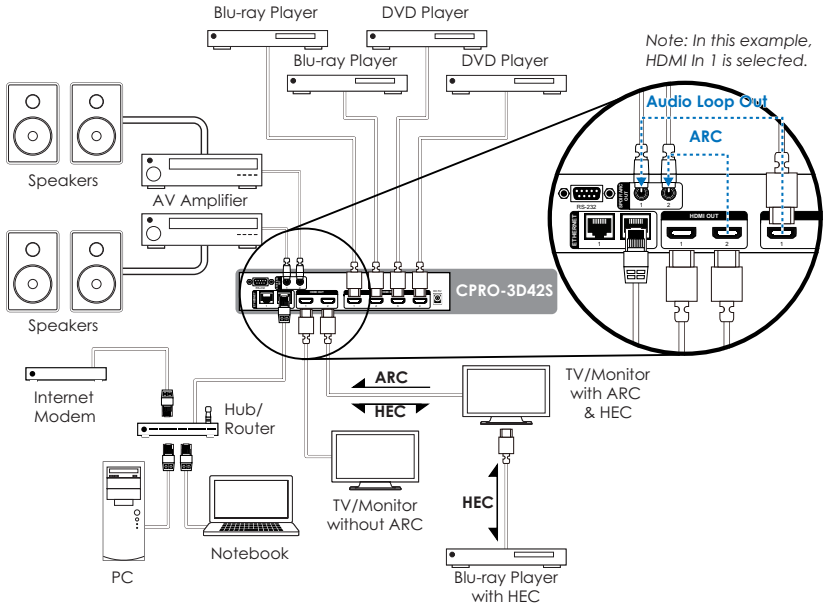 Blu-ray Player
DVD Player
Blu-ray Player
DVD Player
Note: In this example,
HDMI In 1 is selected.
Audio Loop Out
ARC
Speakers
AV Amplifier
RS-232
OUT
1
2
ETHERNET
1
HDMI OUT
1
2
1
CPRO-3D42S
Speakers
Internet
Modem
Hub/
Router
ARC
HEC
TV/Monitor
with ARC
& HEC
TV/Monitor
without ARC
HEC
PC
Notebook
Blu-ray Player
with HEC